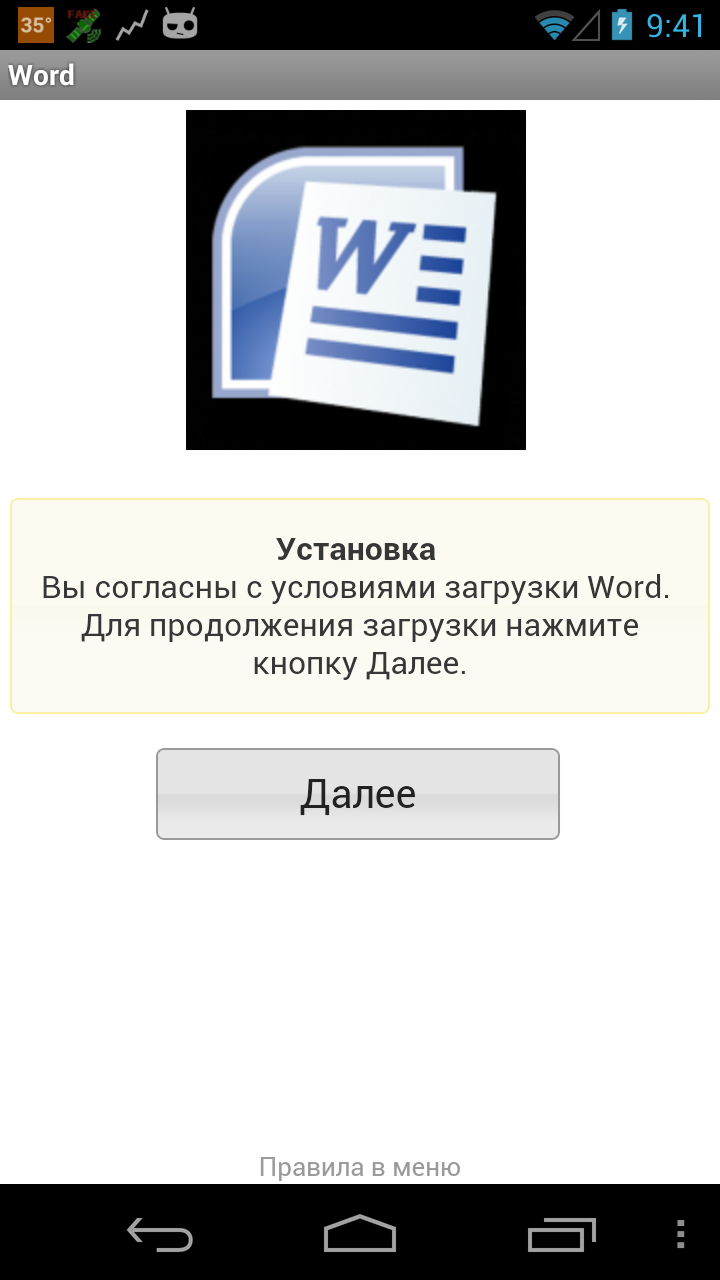 35°
FAKE
9:41
Word
W
Установка
Вы согласны с условиями загрузки Word.
Для продолжения загрузки нажмите
кнопку Далее.
Далее
Правила в меню